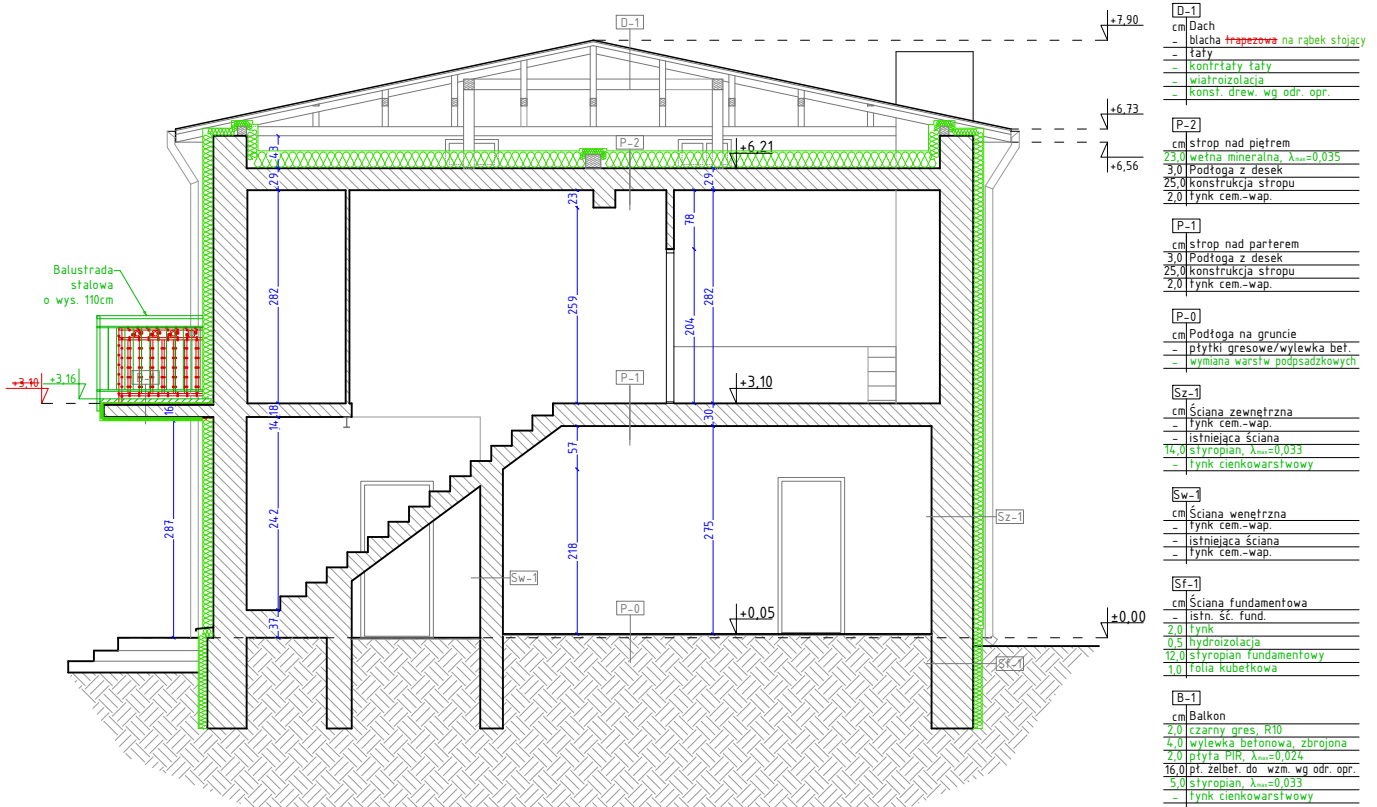 D-1
+7,90
+6,73
+6,56
P-2
+6,21
43
29
23
29
78
282
259
204
282
Balustrada
stalowa
o wys. 110cm
+3,10
+3,16
16
14
18
P-1
+3,10
30
57
287
242
218
275
Sz-1
Sw-1
37
P-0
+0,05
±0,00
Sf-1
D-1
cm Dach
- blacha trapezowa na rąbek stojący
- łaty
- kontrłaty łaty
- wiatroizolacja
- konst. drew. wg odr. opr.
P-2
cm strop nad piętrem
23,0 wełna mineralna, λmax=0,035
3,0 Podłoga z desek
25,0 konstrukcja stropu
2,0 tynk cem.-wap.
P-1
cm strop nad parterem
3,0 Podłoga z desek
25,0 konstrukcja stropu
2,0 tynk cem.-wap.
P-0
cm Podłoga na gruncie
- płytki gresowe/wylewka bet.
- wymiana warstw podpsadzkowych
Sz-1
cm Ściana zewnętrzna
- tynk cem.-wap.
- istniejąca ściana
14,0 styropian, λmax=0,033
- tynk cienkowarstwowy
Sw-1
cm Ściana wenętrzna
- tynk cem.-wap.
- istniejąca ściana
- tynk cem.-wap.
Sf-1
cm Ściana fundamentowa
- istn. ść. fund.
2,0 tynk
0,5 hydroizolacja
12,0 styropian fundamentowy
1,0 folia kubełkowa
B-1
cm Balkon
2,0 czarny gres, R10
4,0 wylewka betonowa, zbrojona
2,0 płyta PIR, λmax=0,024
16,0 pł. żelbet. do wzm. wg odr. opr.
5,0 styropian, λmax=0,033
- tynk cienkowarstwowy